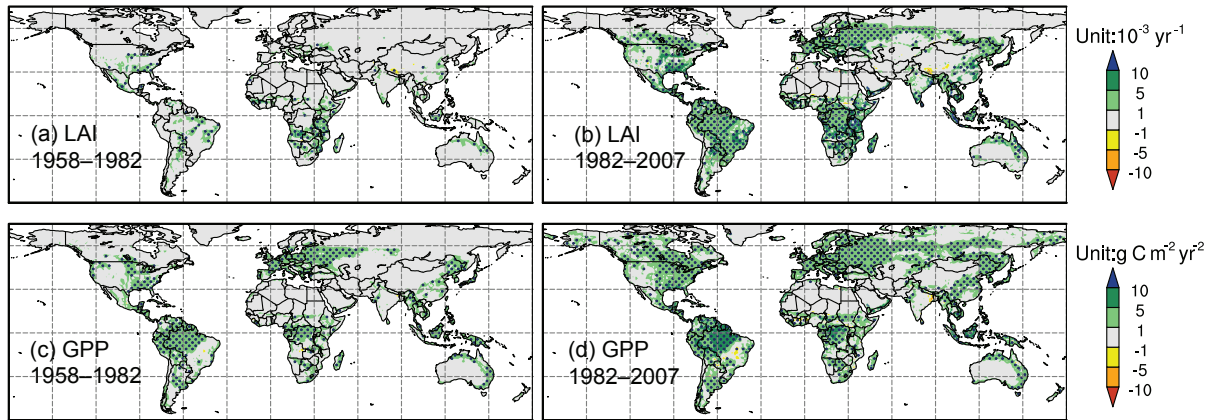 (a) LAI
1958–1982
(b) LAI
1982–2007
Unit:10⁻³ yr⁻¹
10
5
1
-1
-5
-10
(c) GPP
1958–1982
(d) GPP
1982–2007
Unit:g C m⁻² yr⁻²
10
5
1
-1
-5
-10